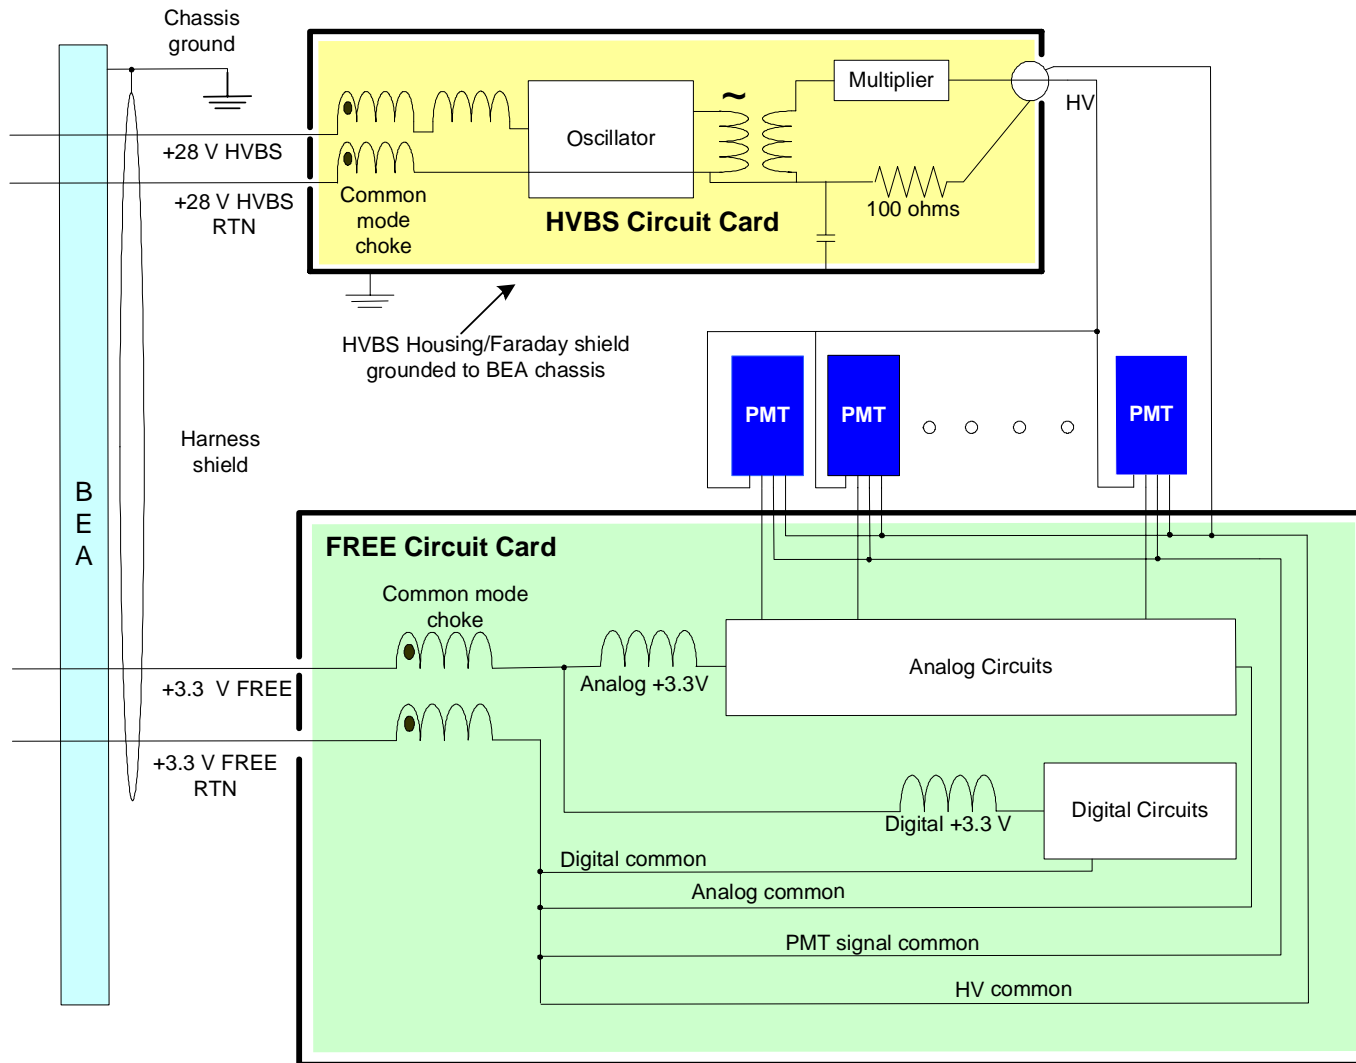 Chassis
ground
Multiplier
HV
~
Oscillator
+28 V HVBS
+28 V HVBS
RTN
Common
mode
choke
100 ohms
HVBS Circuit Card
HVBS Housing/Faraday shield
grounded to BEA chassis
PMT
PMT
PMT
Harness
shield
B
E
A
FREE Circuit Card
Common mode
choke
Analog Circuits
Analog +3.3V
+3.3 V FREE
+3.3 V FREE
RTN
Digital Circuits
Digital +3.3 V
Digital common
Analog common
PMT signal common
HV common